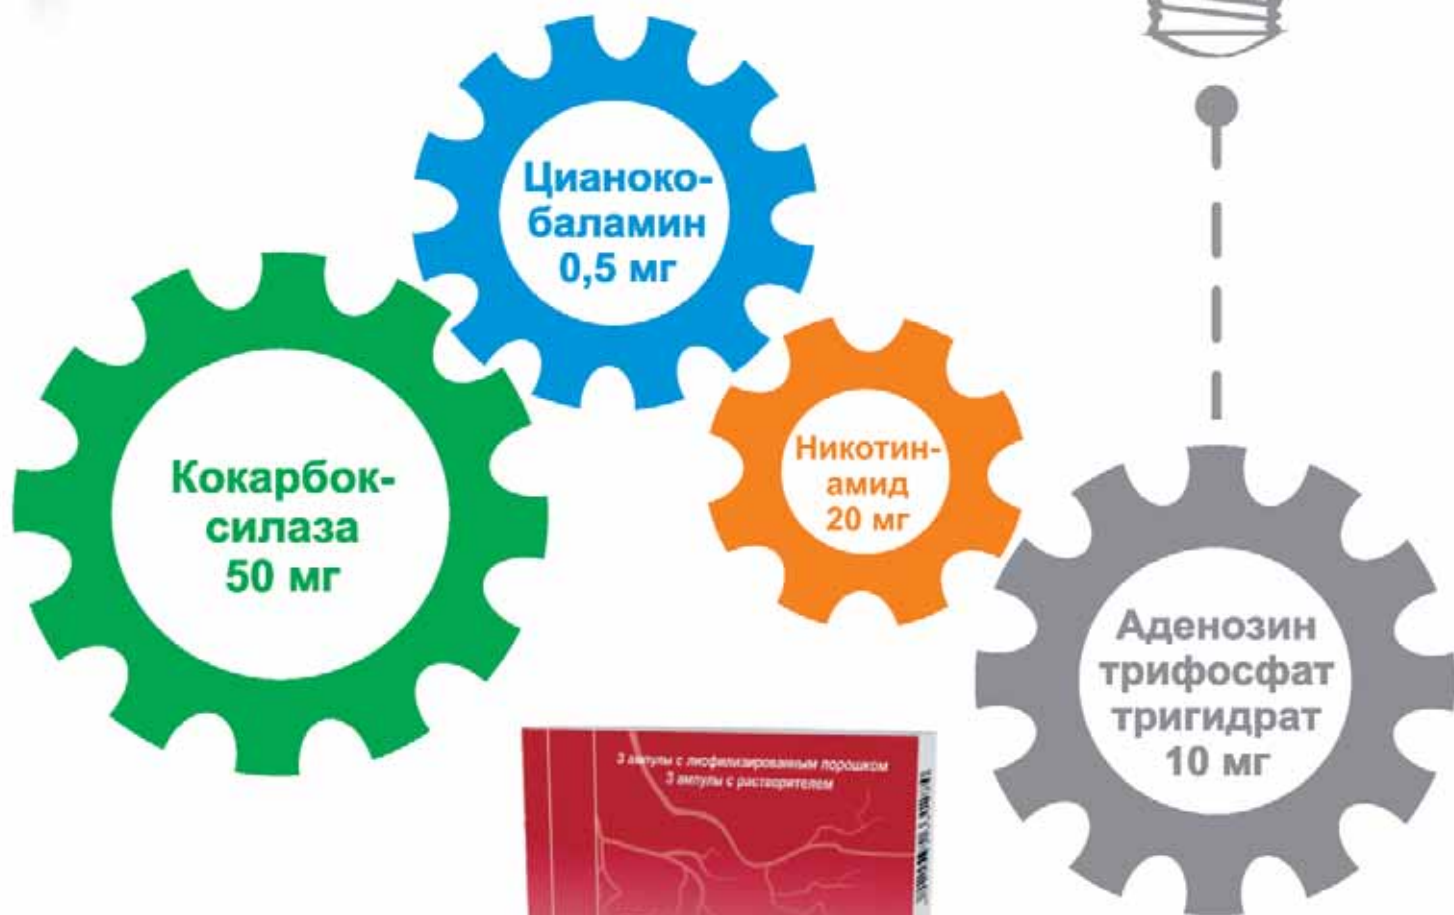 Цианоко-
баламин
0,5 мг
Кокарбок-
силаза
50 мг
Никотин-
амид
20 мг
Аденозин
трифосфат
тригидрат
10 мг
3 ампулы с лиофилизированным порошком
3 ампулы с растворителем